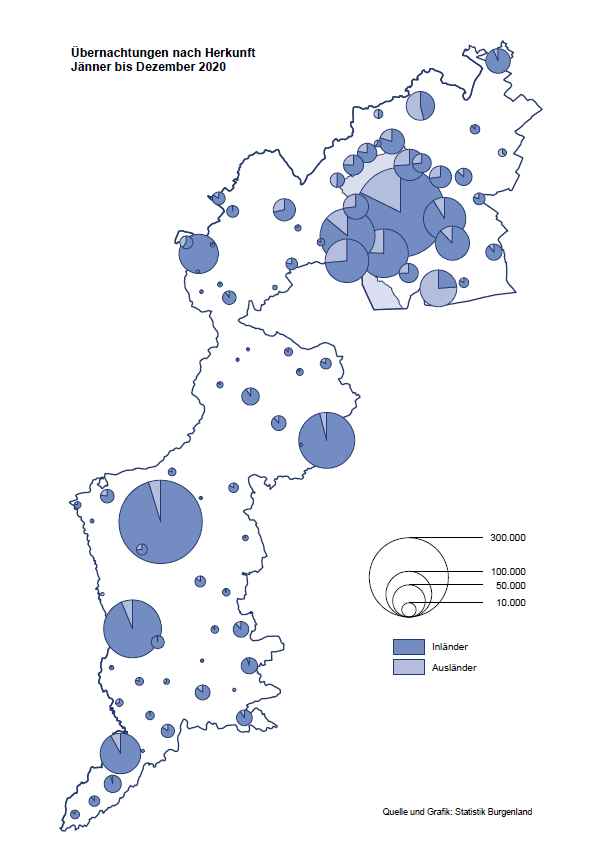 Übernachtungen nach Herkunft
Jänner bis Dezember 2020
300.000
100.000
50.000
10.000
Inländer
Ausländer
Quelle und Grafik: Statistik Burgenland